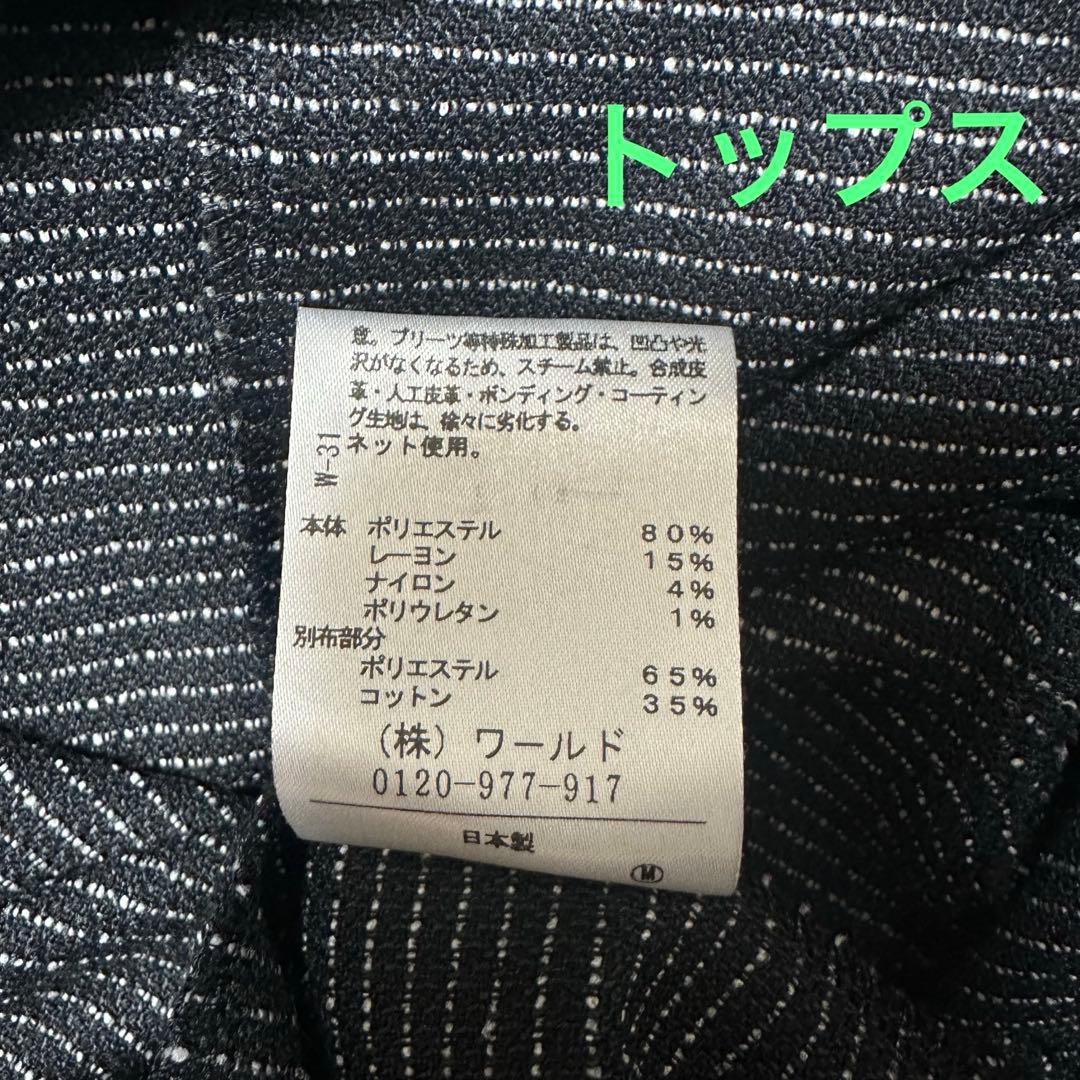 トップス
意。プリーツ等特殊加工製品は、凹凸や光
沢がなくなるため、スチーム禁止。合成皮
革・人工皮革・ボンディング・コーティン
グ生地は、徐々に劣化する。
ネット使用。
W-31
本体 ポリエステル 80%
レーヨン 15%
ナイロン 4%
ポリウレタン 1%
別布部分
ポリエステル 65%
コットン 35%
(株) ワールド
0120-977-917
日本製
Ⓜ